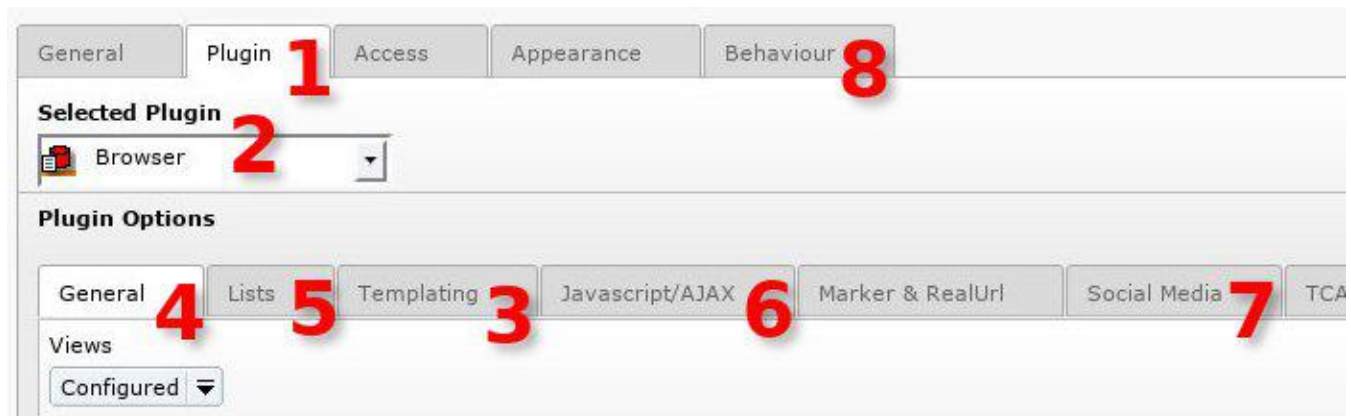 General Plugin 1 Access Appearance Behaviour 8
Selected Plugin 2
Browser
Plugin Options
General 4 Lists 5 Templating 3 Javascript/AJAX 6 Marker & RealUrl Social Media 7 TCA
Views
Configured